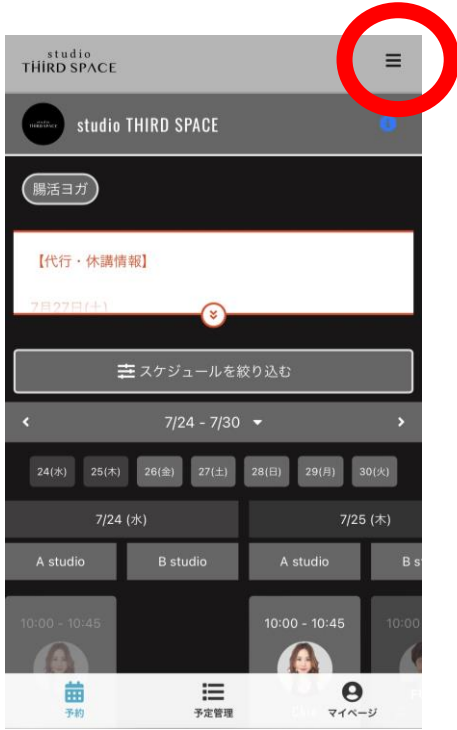 studio
THIRD SPACE
studio THIRD SPACE
腸活ヨガ
【代行・休講情報】
7月27日(土)
スケジュールを絞り込む
7/24 - 7/30
24(水) 25(木) 26(金) 27(土) 28(日) 29(月) 30(火)
7/24 (水) 7/25 (木)
A studio B studio A studio B s
10:00 - 10:45 10:00 - 10:45 10:00
予約 予定管理 マイページ